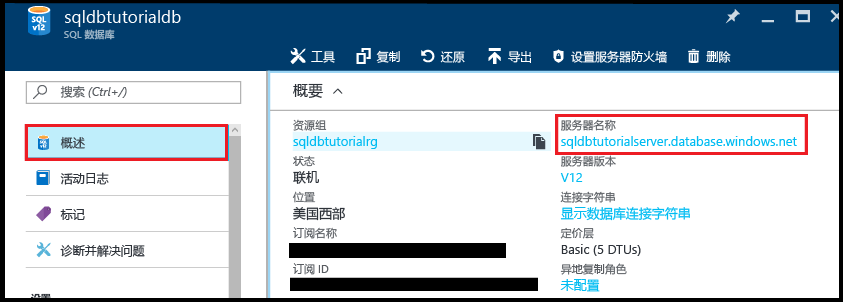 sqldbtutorialdb
SQL 数据库
SQL
v12
工具 复制 还原 导出 设置服务器防火墙 删除
搜索 (Ctrl+/)
概述
活动日志
标记
诊断并解决问题
设置
概要
资源组
sqldbtutorialrg
状态
联机
位置
美国西部
订阅名称
订阅 ID
服务器名称
sqldbtutorialserver.database.windows.net
服务器版本
V12
连接字符串
显示数据库连接字符串
定价层
Basic (5 DTUs)
异地复制角色
未配置